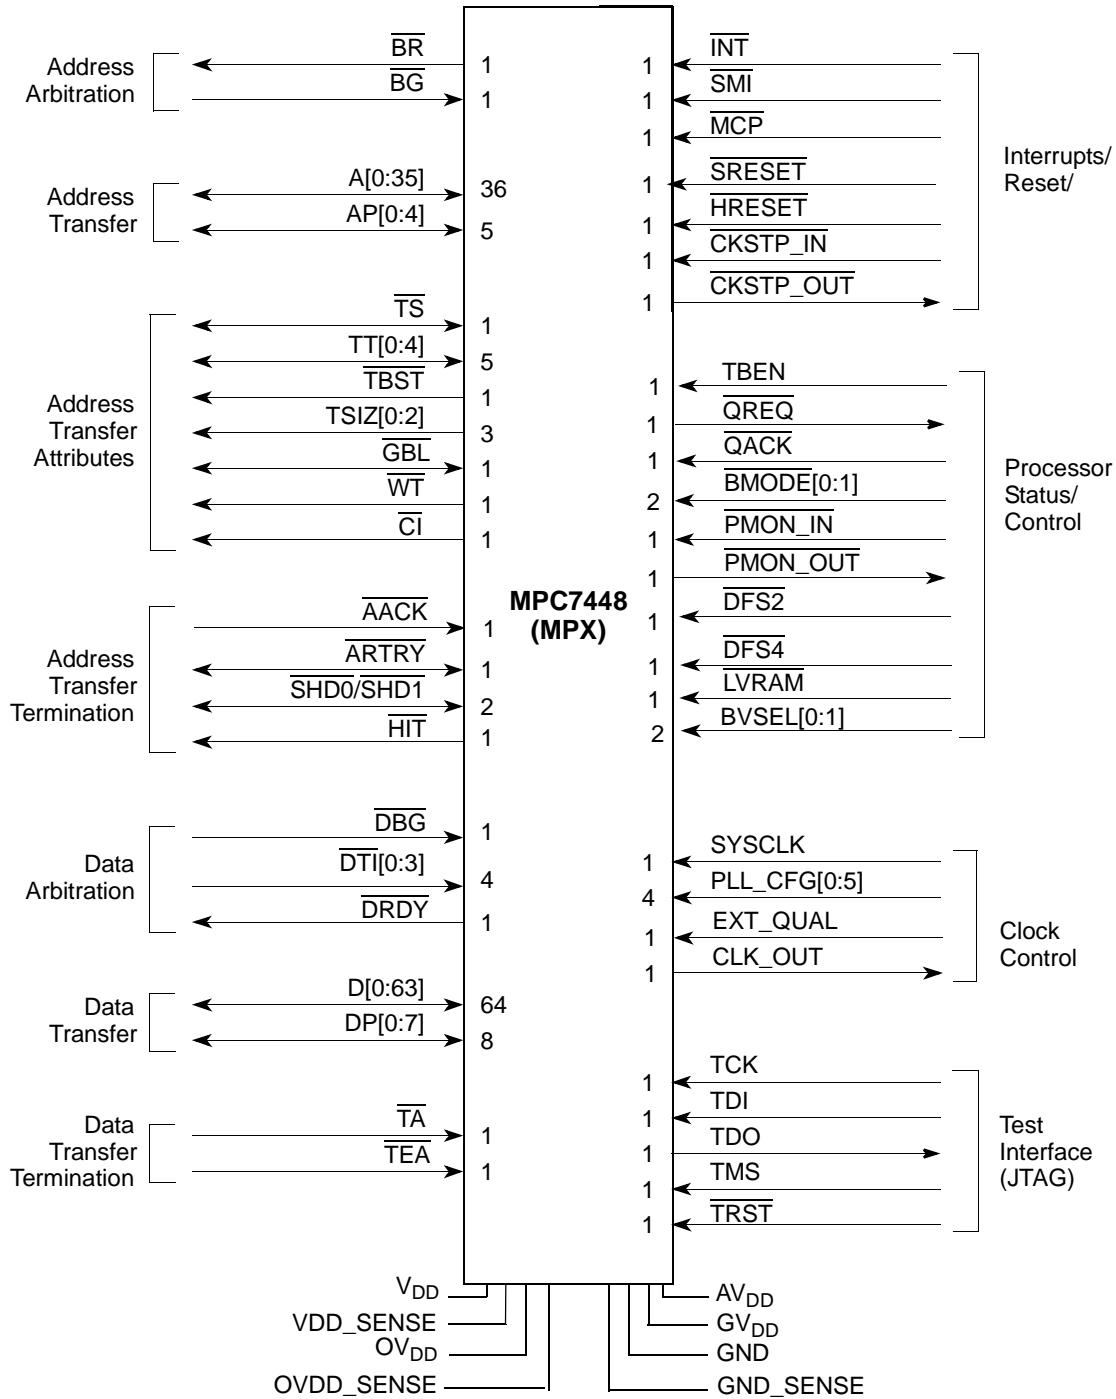 Address
Arbitration
BR
1
BG
1
Address
Transfer
A[0:35]
36
AP[0:4]
5
Address
Transfer
Attributes
TS
1
TT[0:4]
5
TBST
1
TSIZ[0:2]
3
GBL
1
WT
1
CI
1
Address
Transfer
Termination
AACK
1
ARTRY
1
SHD0/SHD1
2
HIT
1
Data
Arbitration
DBG
1
DTI[0:3]
4
DRDY
1
Data
Transfer
D[0:63]
64
DP[0:7]
8
Data
Transfer
Termination
TA
1
TEA
1
MPC7448
(MPX)
1
INT
1
SMI
1
MCP
1
SRESET
1
HRESET
1
CKSTP_IN
1
CKSTP_OUT
Interrupts/
Reset/
1
TBEN
1
QREQ
1
QACK
2
BMODE[0:1]
1
PMON_IN
1
PMON_OUT
1
DFS2
1
DFS4
1
LVRAM
2
BVSEL[0:1]
Processor
Status/
Control
1
SYSCLK
4
PLL_CFG[0:5]
1
EXT_QUAL
1
CLK_OUT
Clock
Control
1
TCK
1
TDI
1
TDO
1
TMS
1
TRST
Test
Interface
(JTAG)
VDD
VDD_SENSE
OVDD
OVDD_SENSE
AVDD
GVDD
GND
GND_SENSE